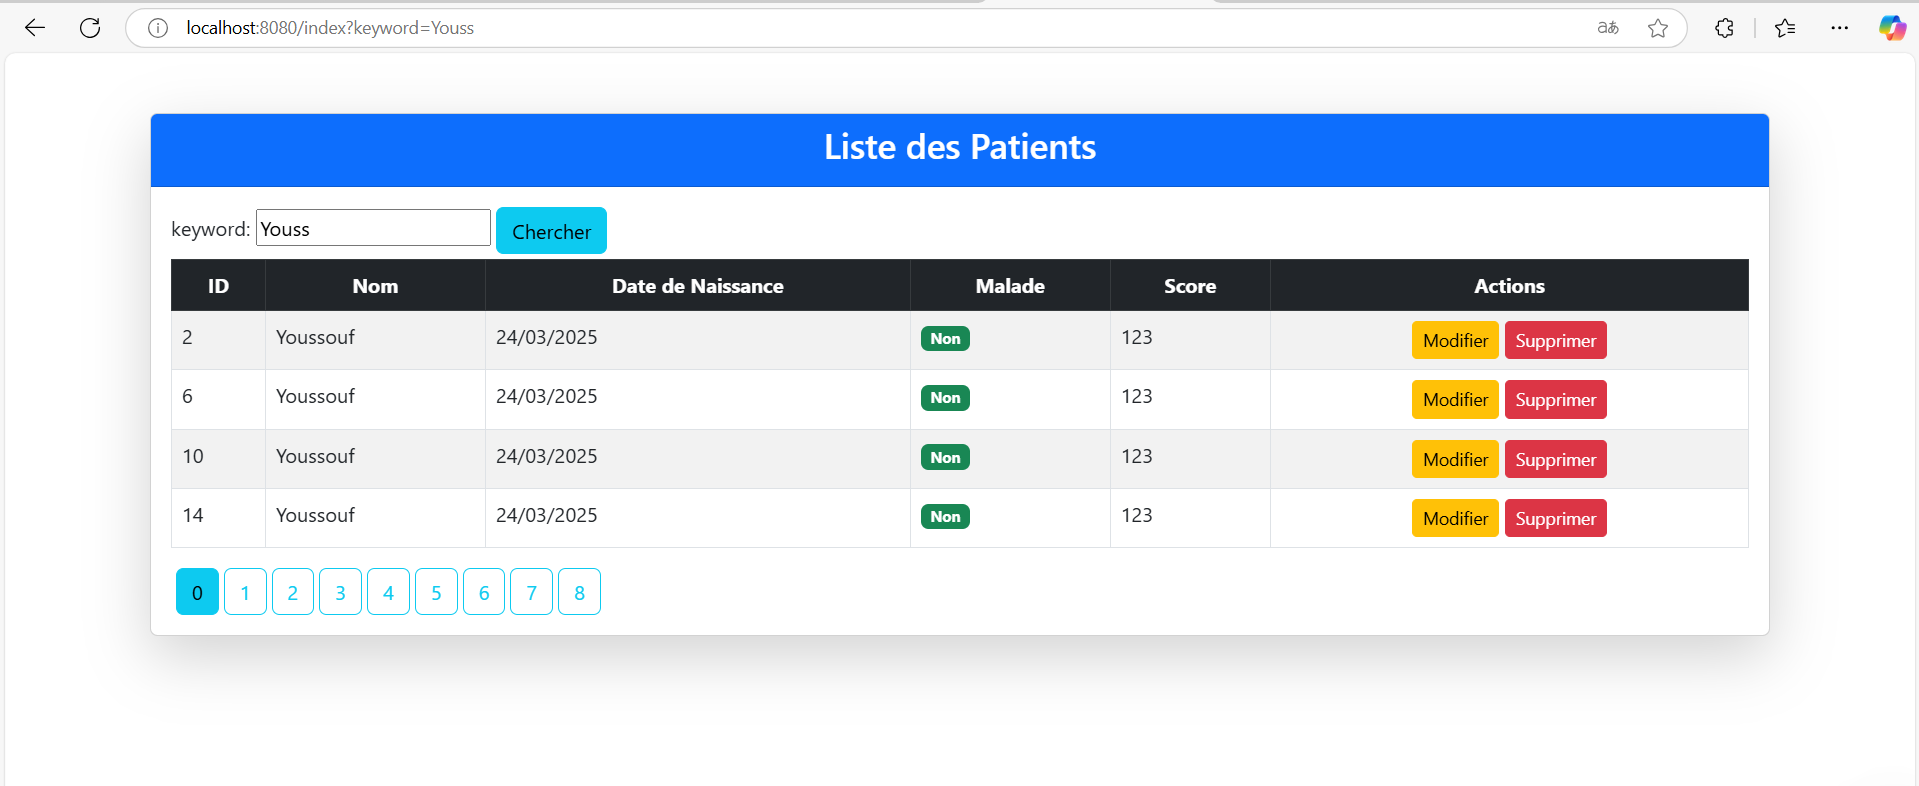 localhost:8080/index?keyword=Youss
Liste des Patients
keyword: Youss Chercher
ID Nom Date de Naissance Malade Score Actions
2 Youssouf 24/03/2025 Non 123 Modifier Supprimer
6 Youssouf 24/03/2025 Non 123 Modifier Supprimer
10 Youssouf 24/03/2025 Non 123 Modifier Supprimer
14 Youssouf 24/03/2025 Non 123 Modifier Supprimer
0 1 2 3 4 5 6 7 8